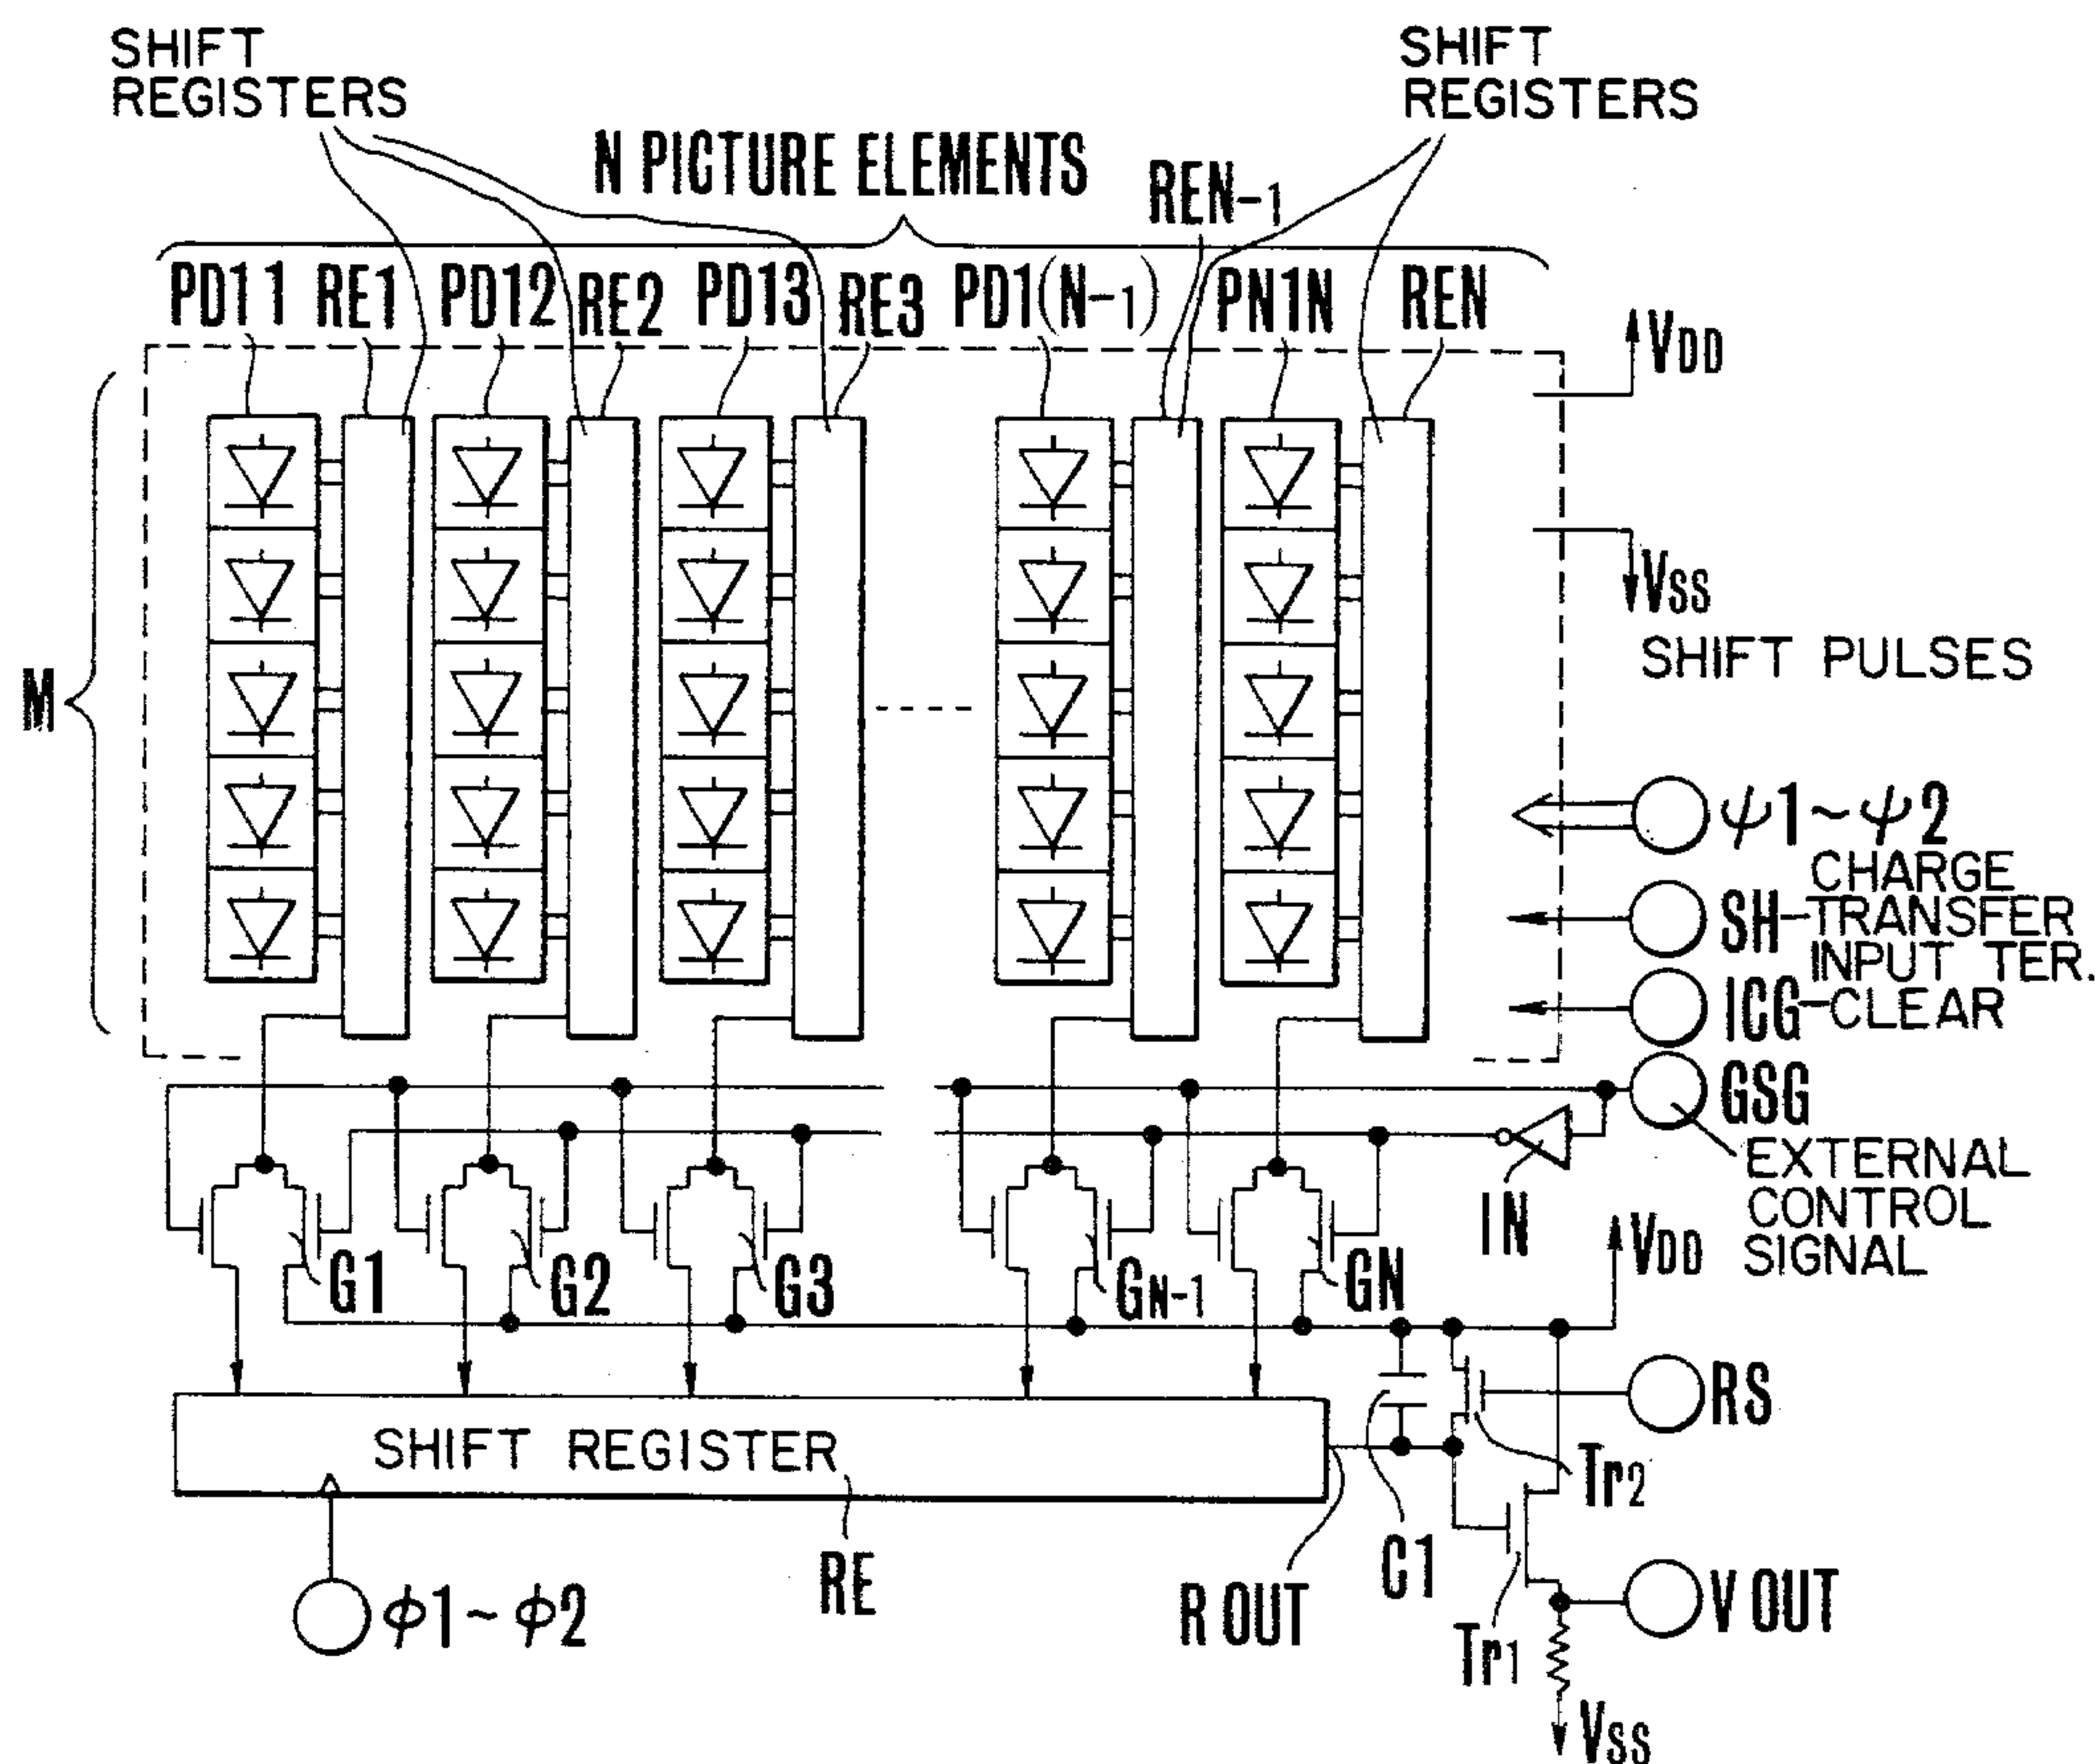 SHIFT
REGISTERS
SHIFT
REGISTERS
N PICTURE ELEMENTS
REN-1
PD11
RE1
PD12
RE2
PD13
RE3
PD1(N-1)
PN1N
REN
VDD
VSS
M
SHIFT PULSES
ψ1~ψ2
CHARGE
SH-TRANSFER
INPUT TER.
ICG-CLEAR
GSG
EXTERNAL
CONTROL
SIGNAL
IN
G1
G2
G3
GN-1
GN
VDD
RS
SHIFT REGISTER
Tr2
C1
RE
R OUT
V OUT
φ1~φ2
Tr1
VSS